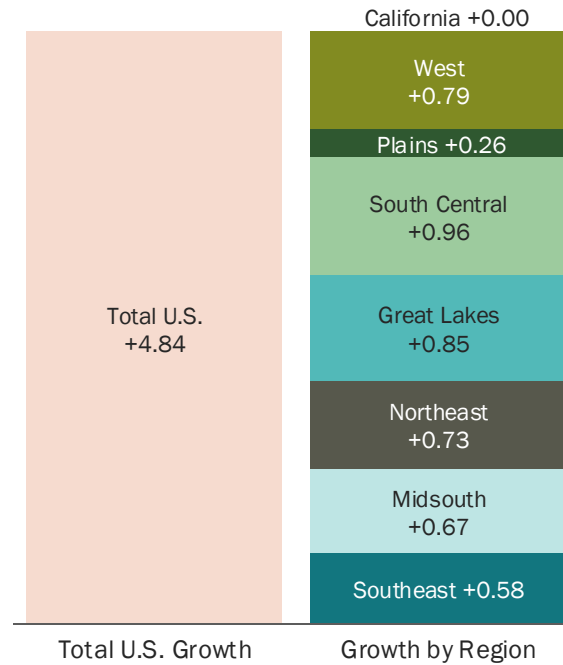 California +0.00
West
+0.79
Plains +0.26
South Central
+0.96
Total U.S.
+4.84
Great Lakes
+0.85
Northeast
+0.73
Midsouth
+0.67
Southeast +0.58
Total U.S. Growth
Growth by Region